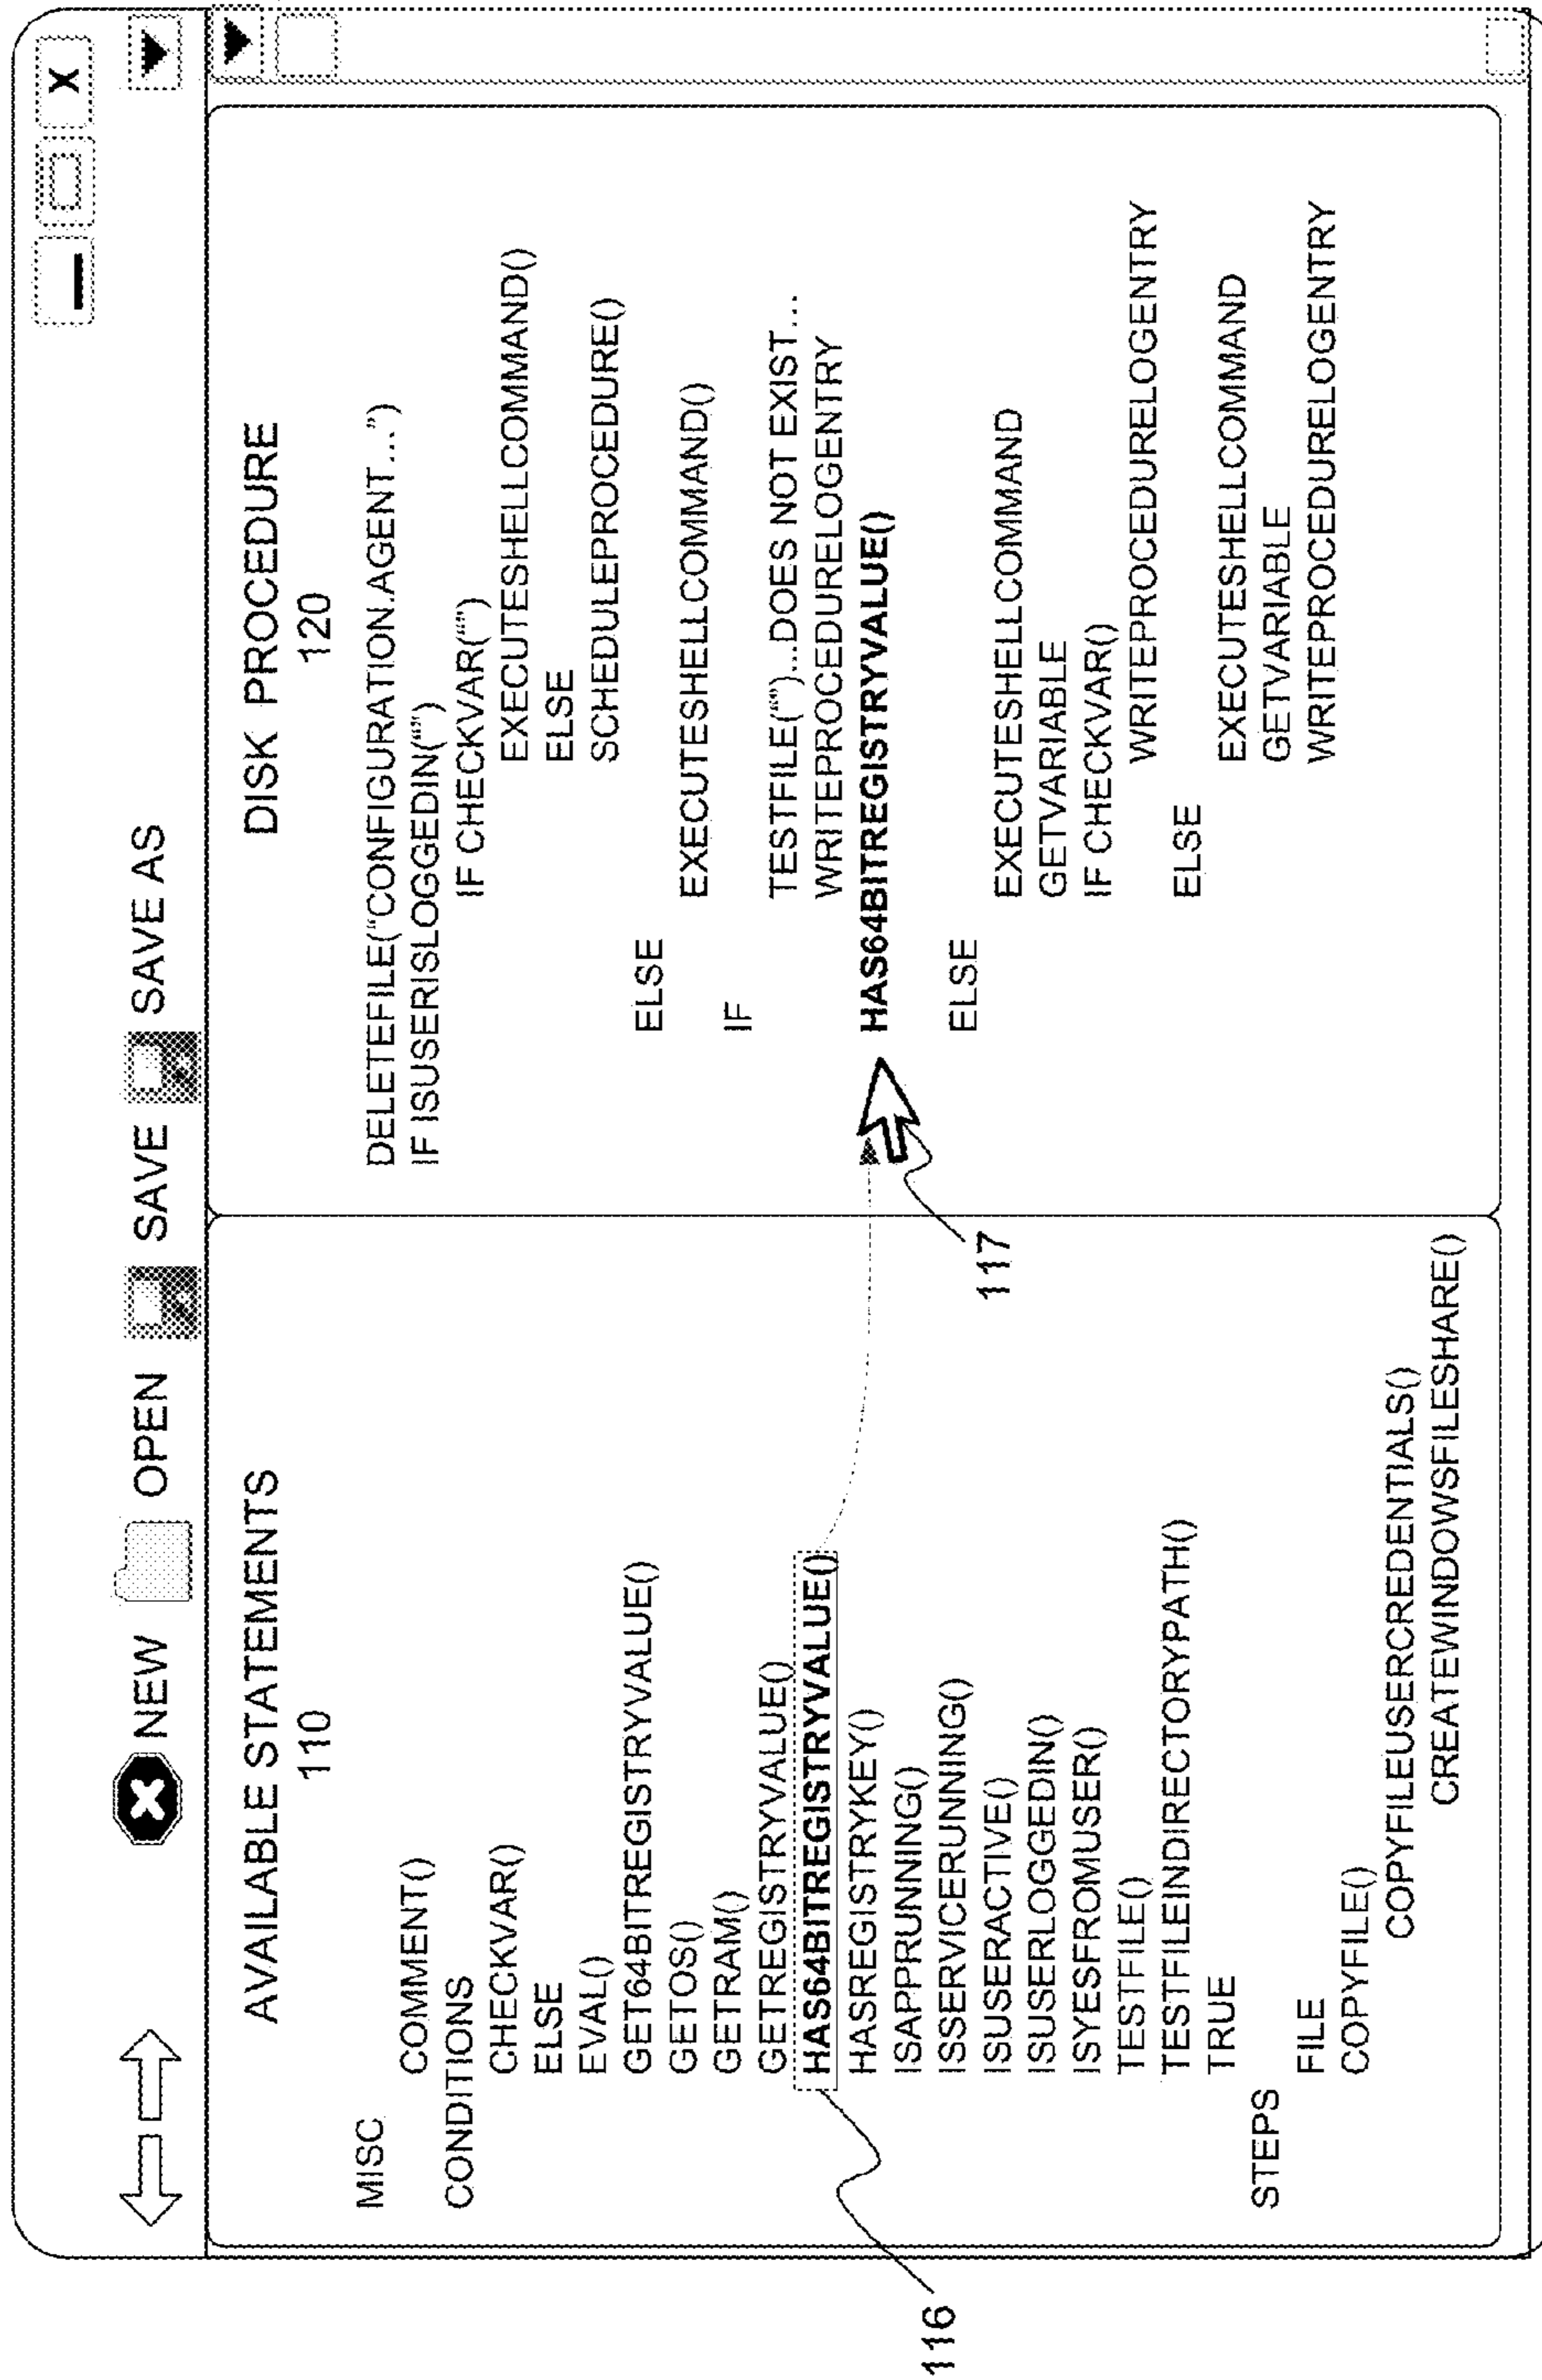 X
NEW OPEN SAVE SAVE AS
AVAILABLE STATEMENTS
110
MISC
COMMENT()
CONDITIONS
CHECKVAR()
ELSE
EVAL()
GET64BITREGISTRYVALUE()
GETOS()
GETRAM()
GETREGISTRYVALUE()
HAS64BITREGISTRYVALUE()
HASREGISTRYKEY()
ISAPPRUNNING()
ISSERVICERUNNING()
ISUSERACTIVE()
ISUSERLOGGEDIN()
ISYESFROMUSER()
TESTFILE()
TESTFILEINDIRECTORYPATH()
TRUE
STEPS
FILE
COPYFILE()
COPYFILEUSERCREDENTIALS()
CREATEWINDOWSFILESHARE()
116
DISK PROCEDURE
120
DELETEFILE(“CONFIGURATION.AGENT...”)
IF ISUSERISLOGGEDIN(“”)
IF CHECKVAR(“”)
EXECUTESHELLCOMMAND()
ELSE
SCHEDULEPROCEDURE()
ELSE
EXECUTESHELLCOMMAND()
IF
TESTFILE(“”)...DOES NOT EXIST...
WRITEPROCEDURELOGENTRY
HAS64BITREGISTRYVALUE()
ELSE
EXECUTESHELLCOMMAND
GETVARIABLE
IF CHECKVAR()
WRITEPROCEDURELOGENTRY
ELSE
EXECUTESHELLCOMMAND
GETVARIABLE
WRITEPROCEDURELOGENTRY
117